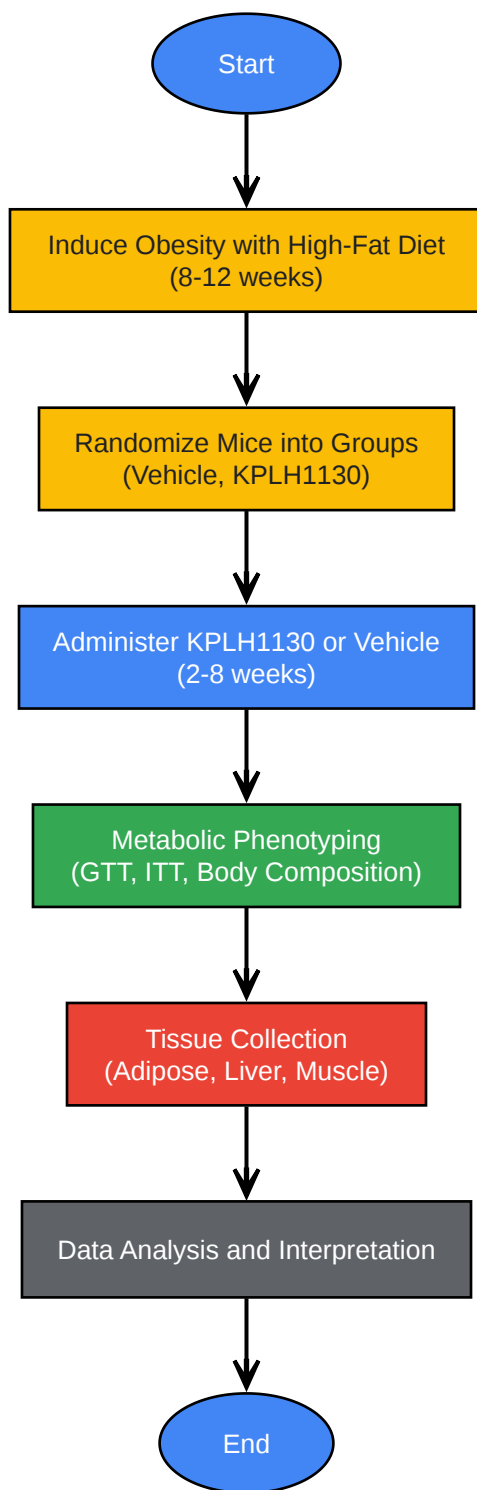 Start
Induce Obesity with High-Fat Diet
(8-12 weeks)
Randomize Mice into Groups
(Vehicle, KPLH1130)
Administer KPLH1130 or Vehicle
(2-8 weeks)
Metabolic Phenotyping
(GTT, ITT, Body Composition)
Tissue Collection
(Adipose, Liver, Muscle)
Data Analysis and Interpretation
End